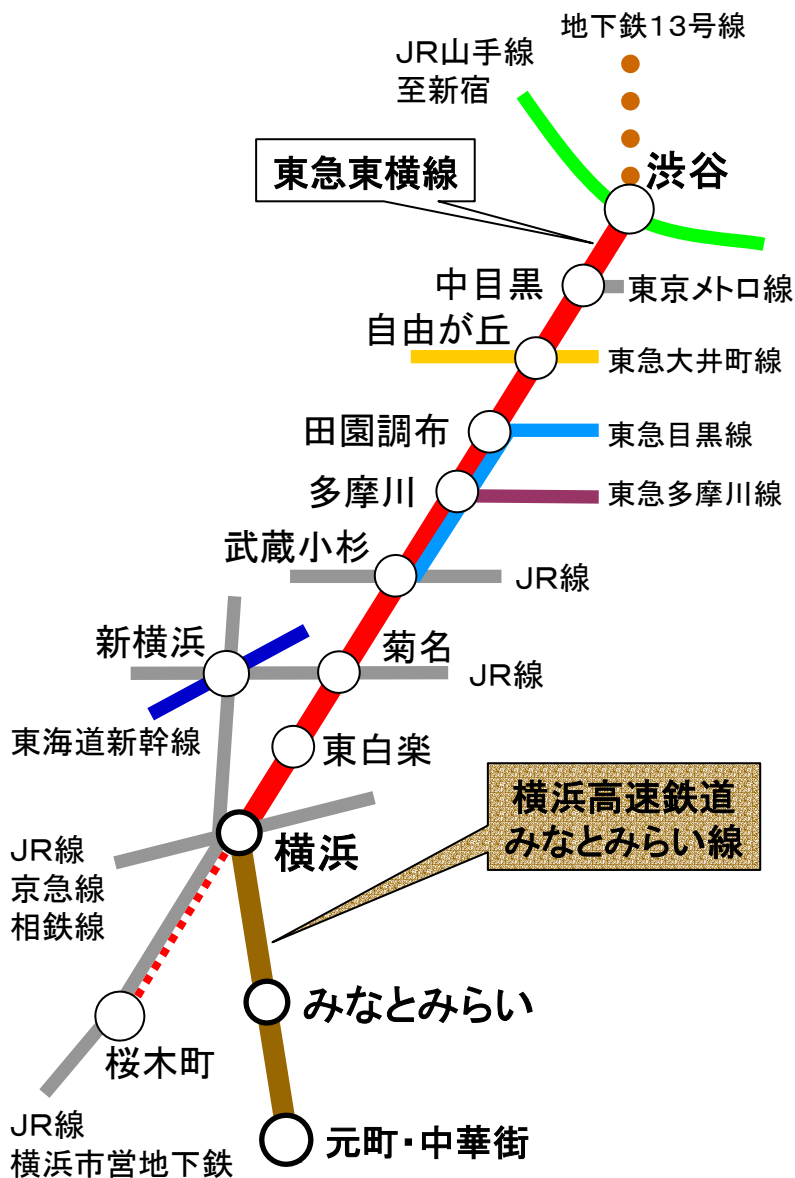 地下鉄13号線
JR山手線
至新宿
渋谷
東急東横線
中目黒
東京メトロ線
自由が丘
東急大井町線
田園調布
東急目黒線
多摩川
東急多摩川線
武蔵小杉
JR線
新横浜
菊名
JR線
東海道新幹線
東白楽
横浜高速鉄道
みなとみらい線
横浜
JR線
京急線
相鉄線
みなとみらい
桜木町
JR線
横浜市営地下鉄
元町・中華街